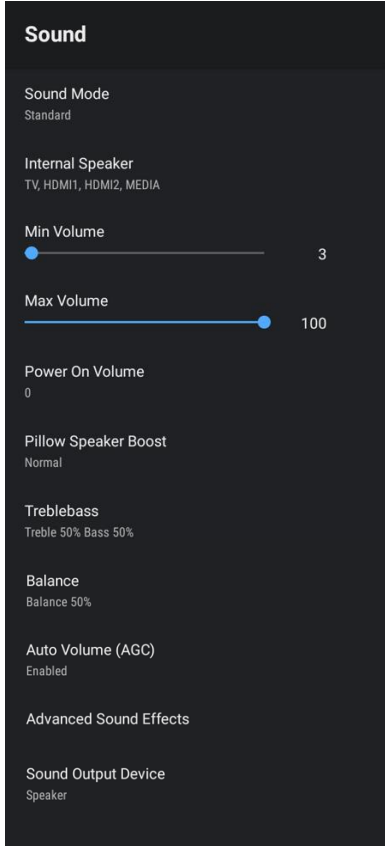 Sound
Sound Mode
Standard
Internal Speaker
TV, HDMI1, HDMI2, MEDIA
Min Volume
3
Max Volume
100
Power On Volume
0
Pillow Speaker Boost
Normal
Treblebass
Treble 50% Bass 50%
Balance
Balance 50%
Auto Volume (AGC)
Enabled
Advanced Sound Effects
Sound Output Device
Speaker